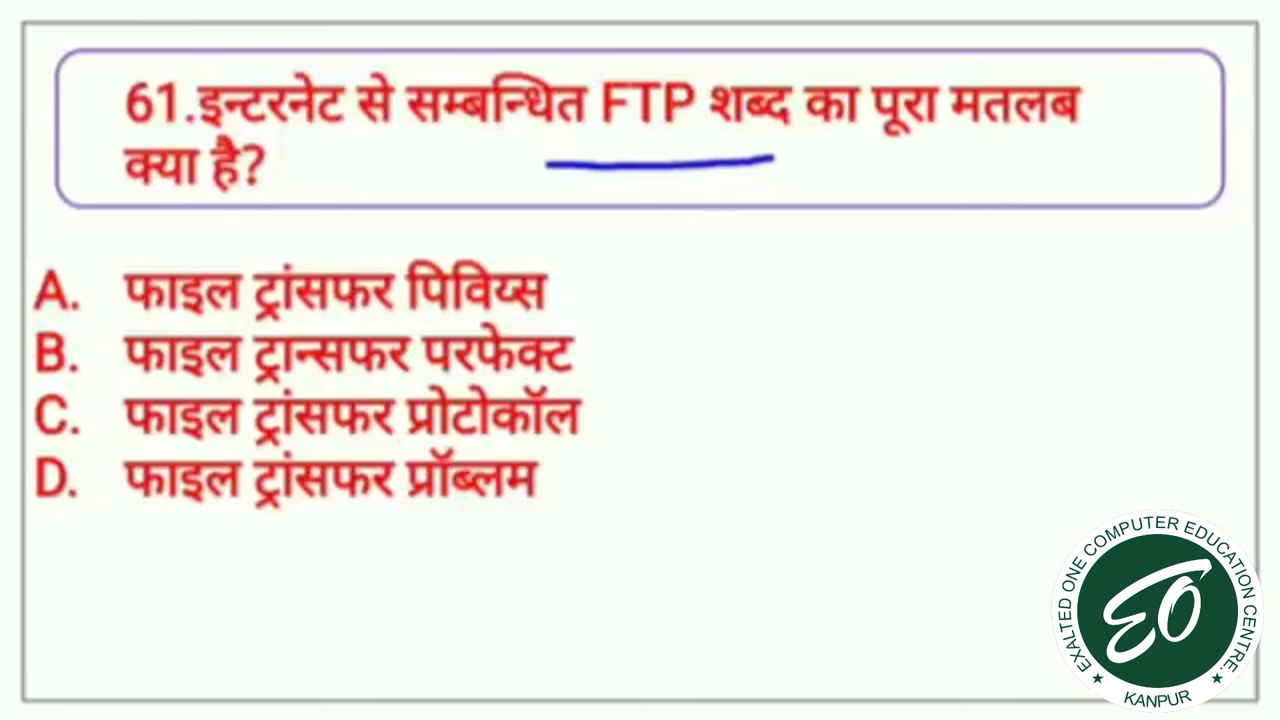 61.इन्टरनेट से सम्बन्धित FTP शब्द का पूरा मतलब
क्या है?
A. फाइल ट्रांसफर पिविय्स
B. फाइल ट्रान्सफर परफेक्ट
C. फाइल ट्रांसफर प्रोटोकॉल
D. फाइल ट्रांसफर प्रॉब्लम
EXALTED ONE COMPUTER EDUCATION CENTRE.
EO
★ KANPUR ★